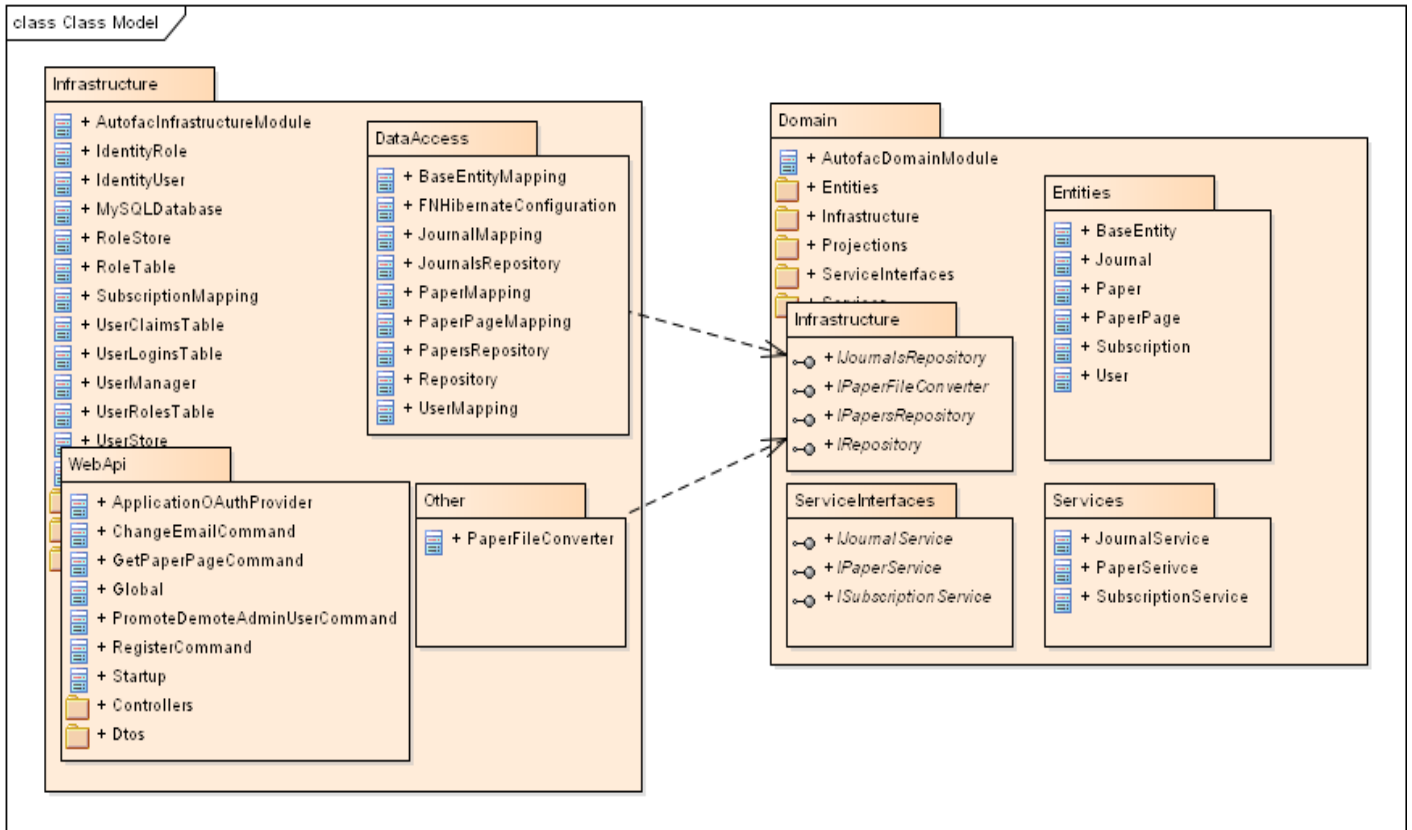 class Class Model
Infrastructure
+ AutofacInfrastructureModule
+ IdentityRole
+ IdentityUser
+ MySQLDatabase
+ RoleStore
+ RoleTable
+ SubscriptionMapping
+ UserClaimsTable
+ UserLoginsTable
+ UserManager
+ UserRolesTable
+ UserStore
DataAccess
+ BaseEntityMapping
+ FNHibernateConfiguration
+ JournalMapping
+ JournalsRepository
+ PaperMapping
+ PaperPageMapping
+ PapersRepository
+ Repository
+ UserMapping
WebApi
+ ApplicationOAuthProvider
+ ChangeEmailCommand
+ GetPaperPageCommand
+ Global
+ PromoteDemoteAdminUserCommand
+ RegisterCommand
+ Startup
+ Controllers
+ Dtos
Other
+ PaperFileConverter
Domain
+ AutofacDomainModule
+ Entities
+ Infrastructure
+ Projections
+ ServiceInterfaces
+ Services
Infrastructure
+ IJournalsRepository
+ IPaperFileConverter
+ IPapersRepository
+ IRepository
Entities
+ BaseEntity
+ Journal
+ Paper
+ PaperPage
+ Subscription
+ User
ServiceInterfaces
+ IJournalService
+ IPaperService
+ ISubscriptionService
Services
+ JournalService
+ PaperSerivce
+ SubscriptionService